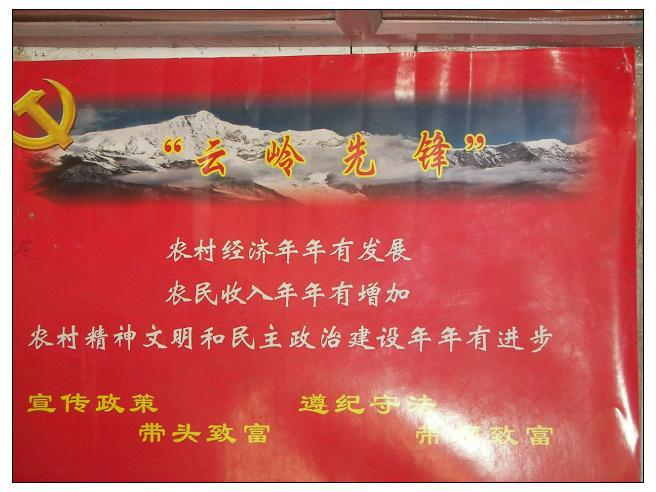 “云岭先锋”
农村经济年年有发展
农民收入年年有增加
农村精神文明和民主政治建设年年有进步
宣传政策 遵纪守法
带头致富 带 致富